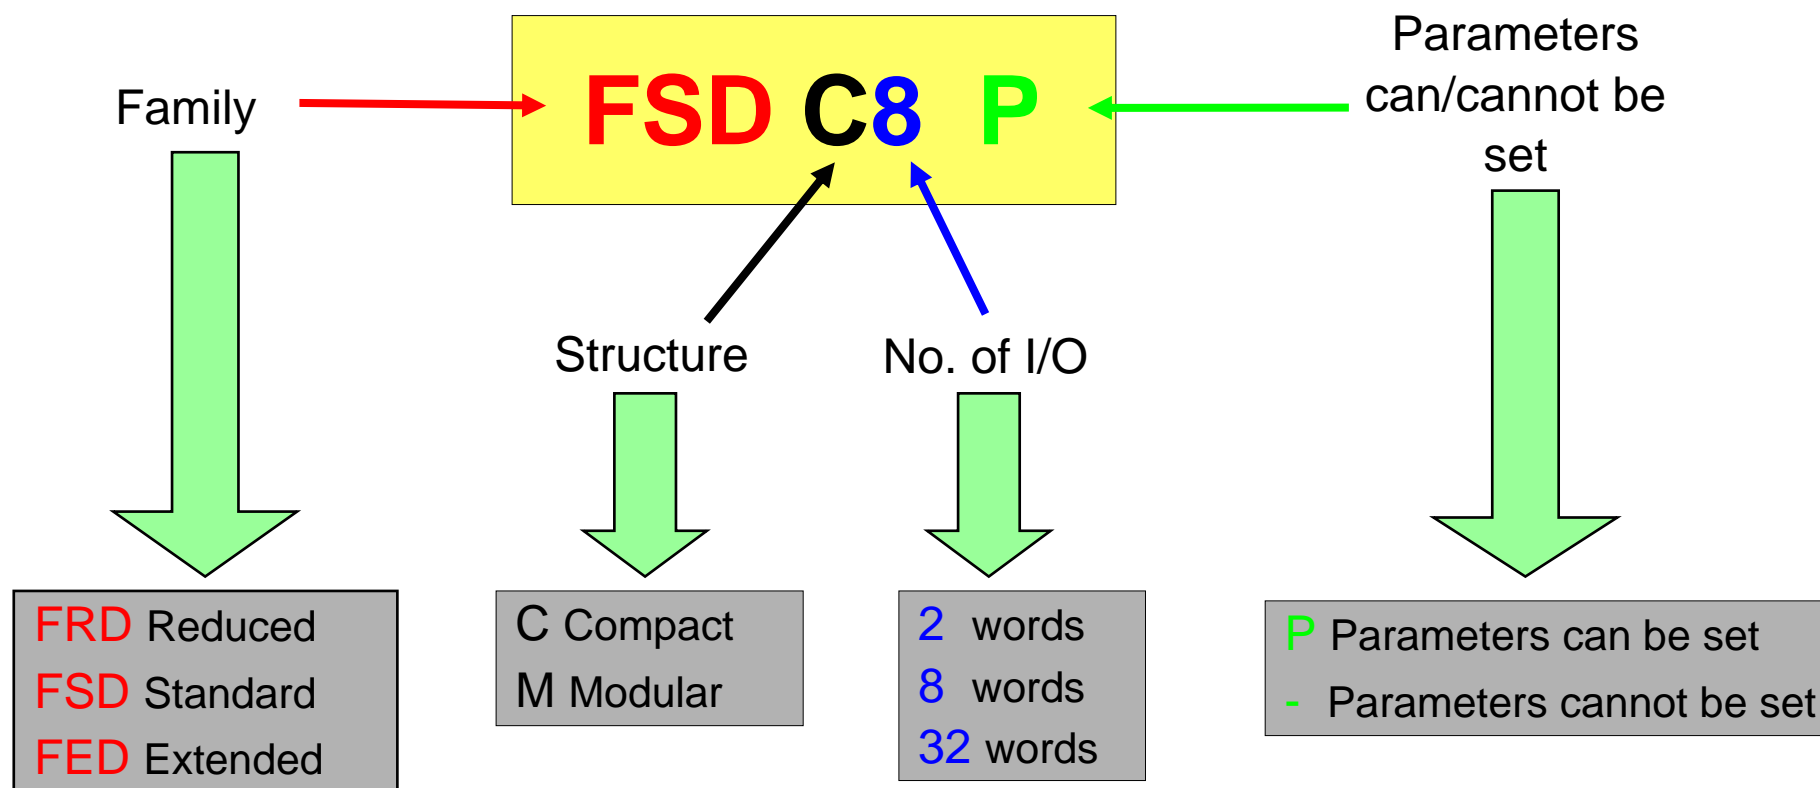 Family
FSD C8 P
Parameters
can/cannot be
set
Structure
No. of I/O
FRD Reduced
FSD Standard
FED Extended
C Compact
M Modular
2 words
8 words
32 words
P Parameters can be set
- Parameters cannot be set